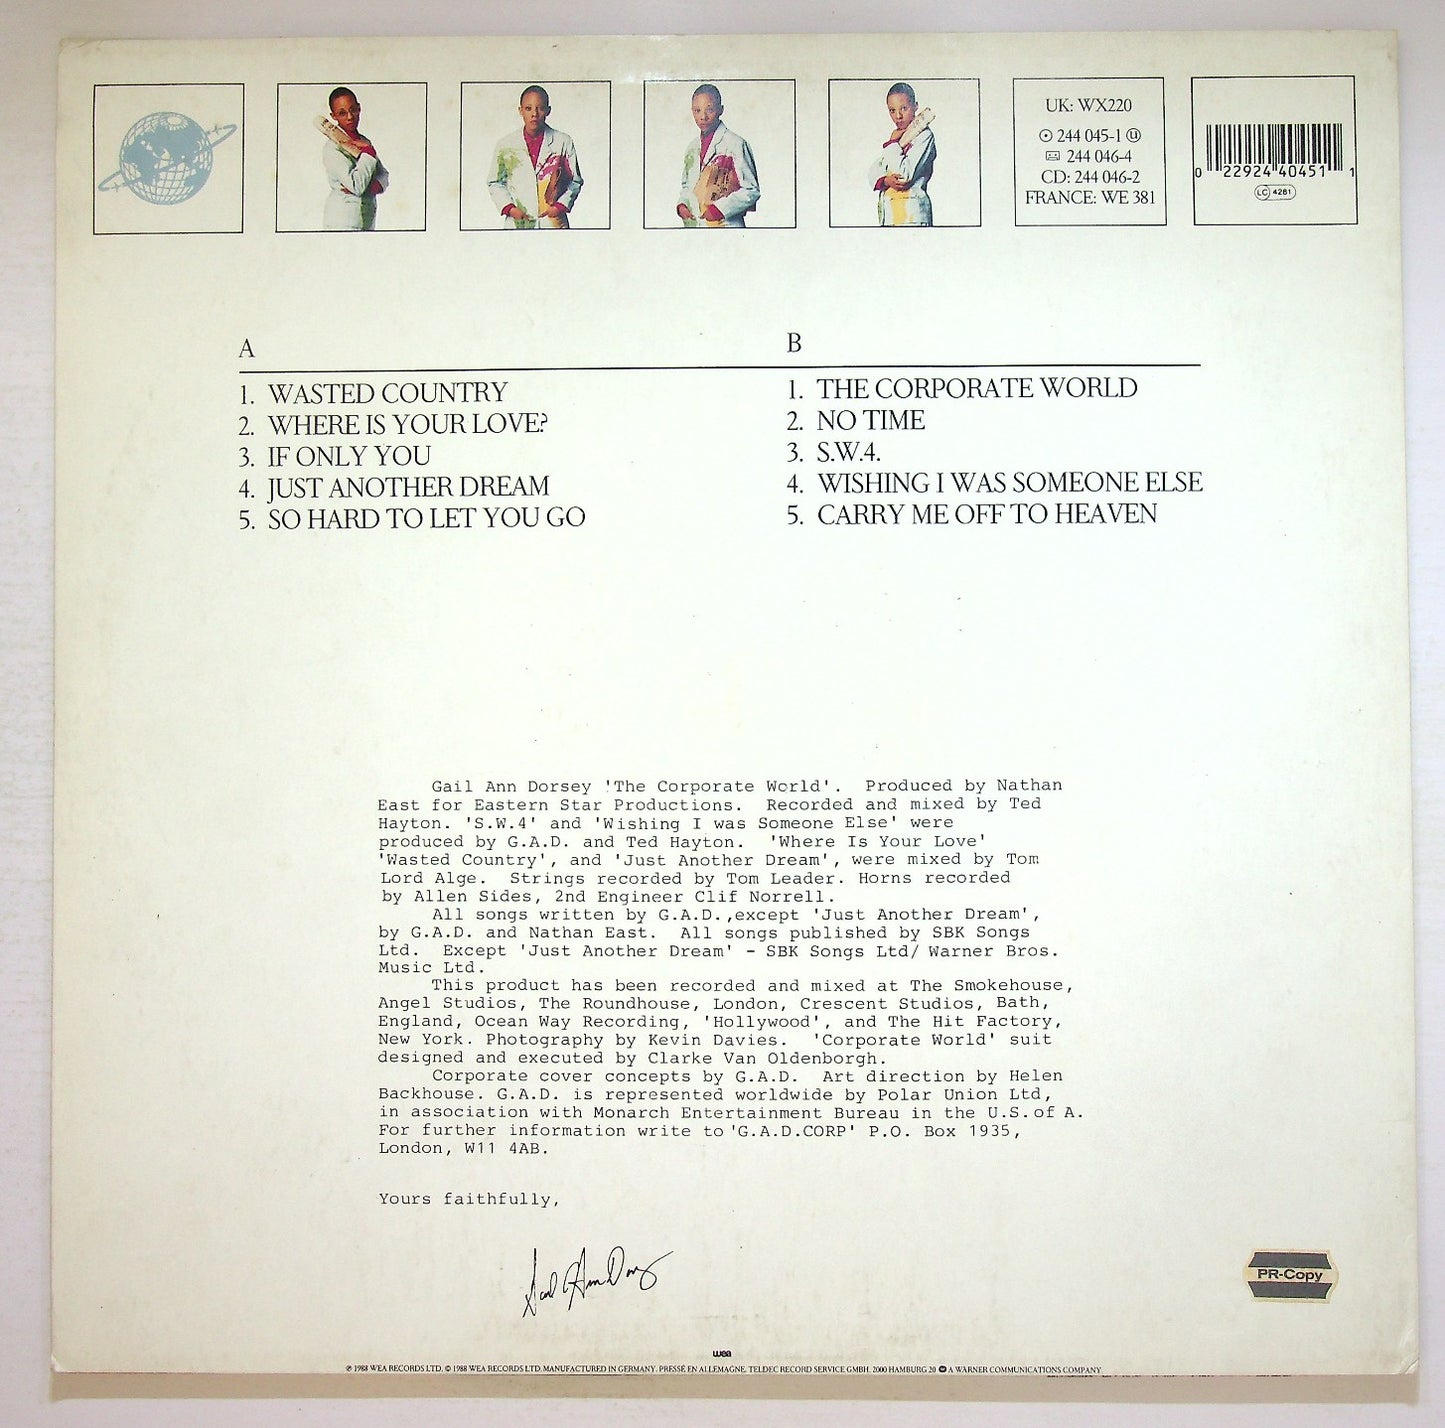 UK: WX220
244 045-1 Ⓤ
244 046-4
CD: 244 046-2
FRANCE: WE 381
0 22924 40451 1
LC 4281
A
1. WASTED COUNTRY
2. WHERE IS YOUR LOVE?
3. IF ONLY YOU
4. JUST ANOTHER DREAM
5. SO HARD TO LET YOU GO
B
1. THE CORPORATE WORLD
2. NO TIME
3. S.W.4.
4. WISHING I WAS SOMEONE ELSE
5. CARRY ME OFF TO HEAVEN
Gail Ann Dorsey 'The Corporate World'. Produced by Nathan
East for Eastern Star Productions. Recorded and mixed by Ted
Hayton. 'S.W.4' and 'Wishing I was Someone Else' were
produced by G.A.D. and Ted Hayton. 'Where Is Your Love'
'Wasted Country', and 'Just Another Dream', were mixed by Tom
Lord Alge. Strings recorded by Tom Leader. Horns recorded
by Allen Sides, 2nd Engineer Clif Norrell.
All songs written by G.A.D.,except 'Just Another Dream',
by G.A.D. and Nathan East. All songs published by SBK Songs
Ltd. Except 'Just Another Dream' - SBK Songs Ltd/ Warner Bros.
Music Ltd.
This product has been recorded and mixed at The Smokehouse,
Angel Studios, The Roundhouse, London, Crescent Studios, Bath,
England, Ocean Way Recording, 'Hollywood', and The Hit Factory,
New York. Photography by Kevin Davies. 'Corporate World' suit
designed and executed by Clarke Van Oldenborgh.
Corporate cover concepts by G.A.D. Art direction by Helen
Backhouse. G.A.D. is represented worldwide by Polar Union Ltd,
in association with Monarch Entertainment Bureau in the U.S.of A.
For further information write to 'G.A.D.CORP' P.O. Box 1935,
London, W11 4AB.
Yours faithfully,
Gail Ann Dorsey
PR-Copy
wea
℗ 1988 WEA RECORDS LTD. © 1988 WEA RECORDS LTD. MANUFACTURED IN GERMANY. PRESSÉ EN ALLEMAGNE. TELDEC RECORD SERVICE GMBH. 2000 HAMBURG 20 A WARNER COMMUNICATIONS COMPANY.